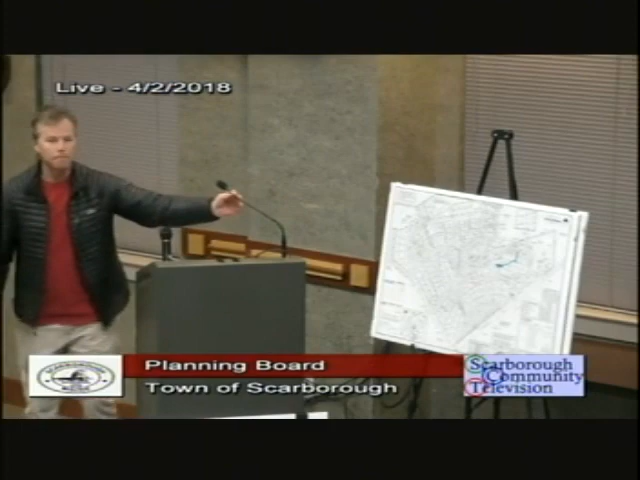 Live - 4/2/2018
Planning Board
Town of Scarborough
Scarborough
Community
Television